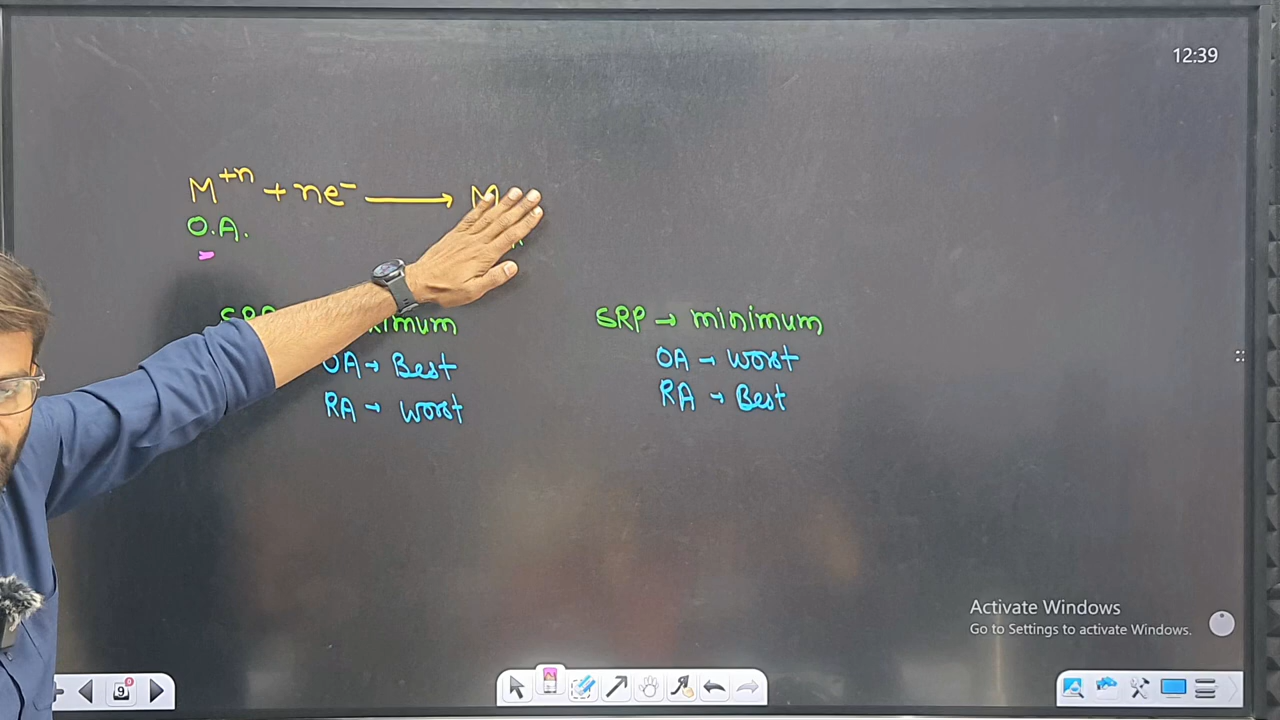 12:39
M⁺ⁿ + ne⁻ → M
O.A.
SRP → minimum
OA → Best
OA → worst
RA → worst
RA → Best
Activate Windows
Go to Settings to activate Windows.
9